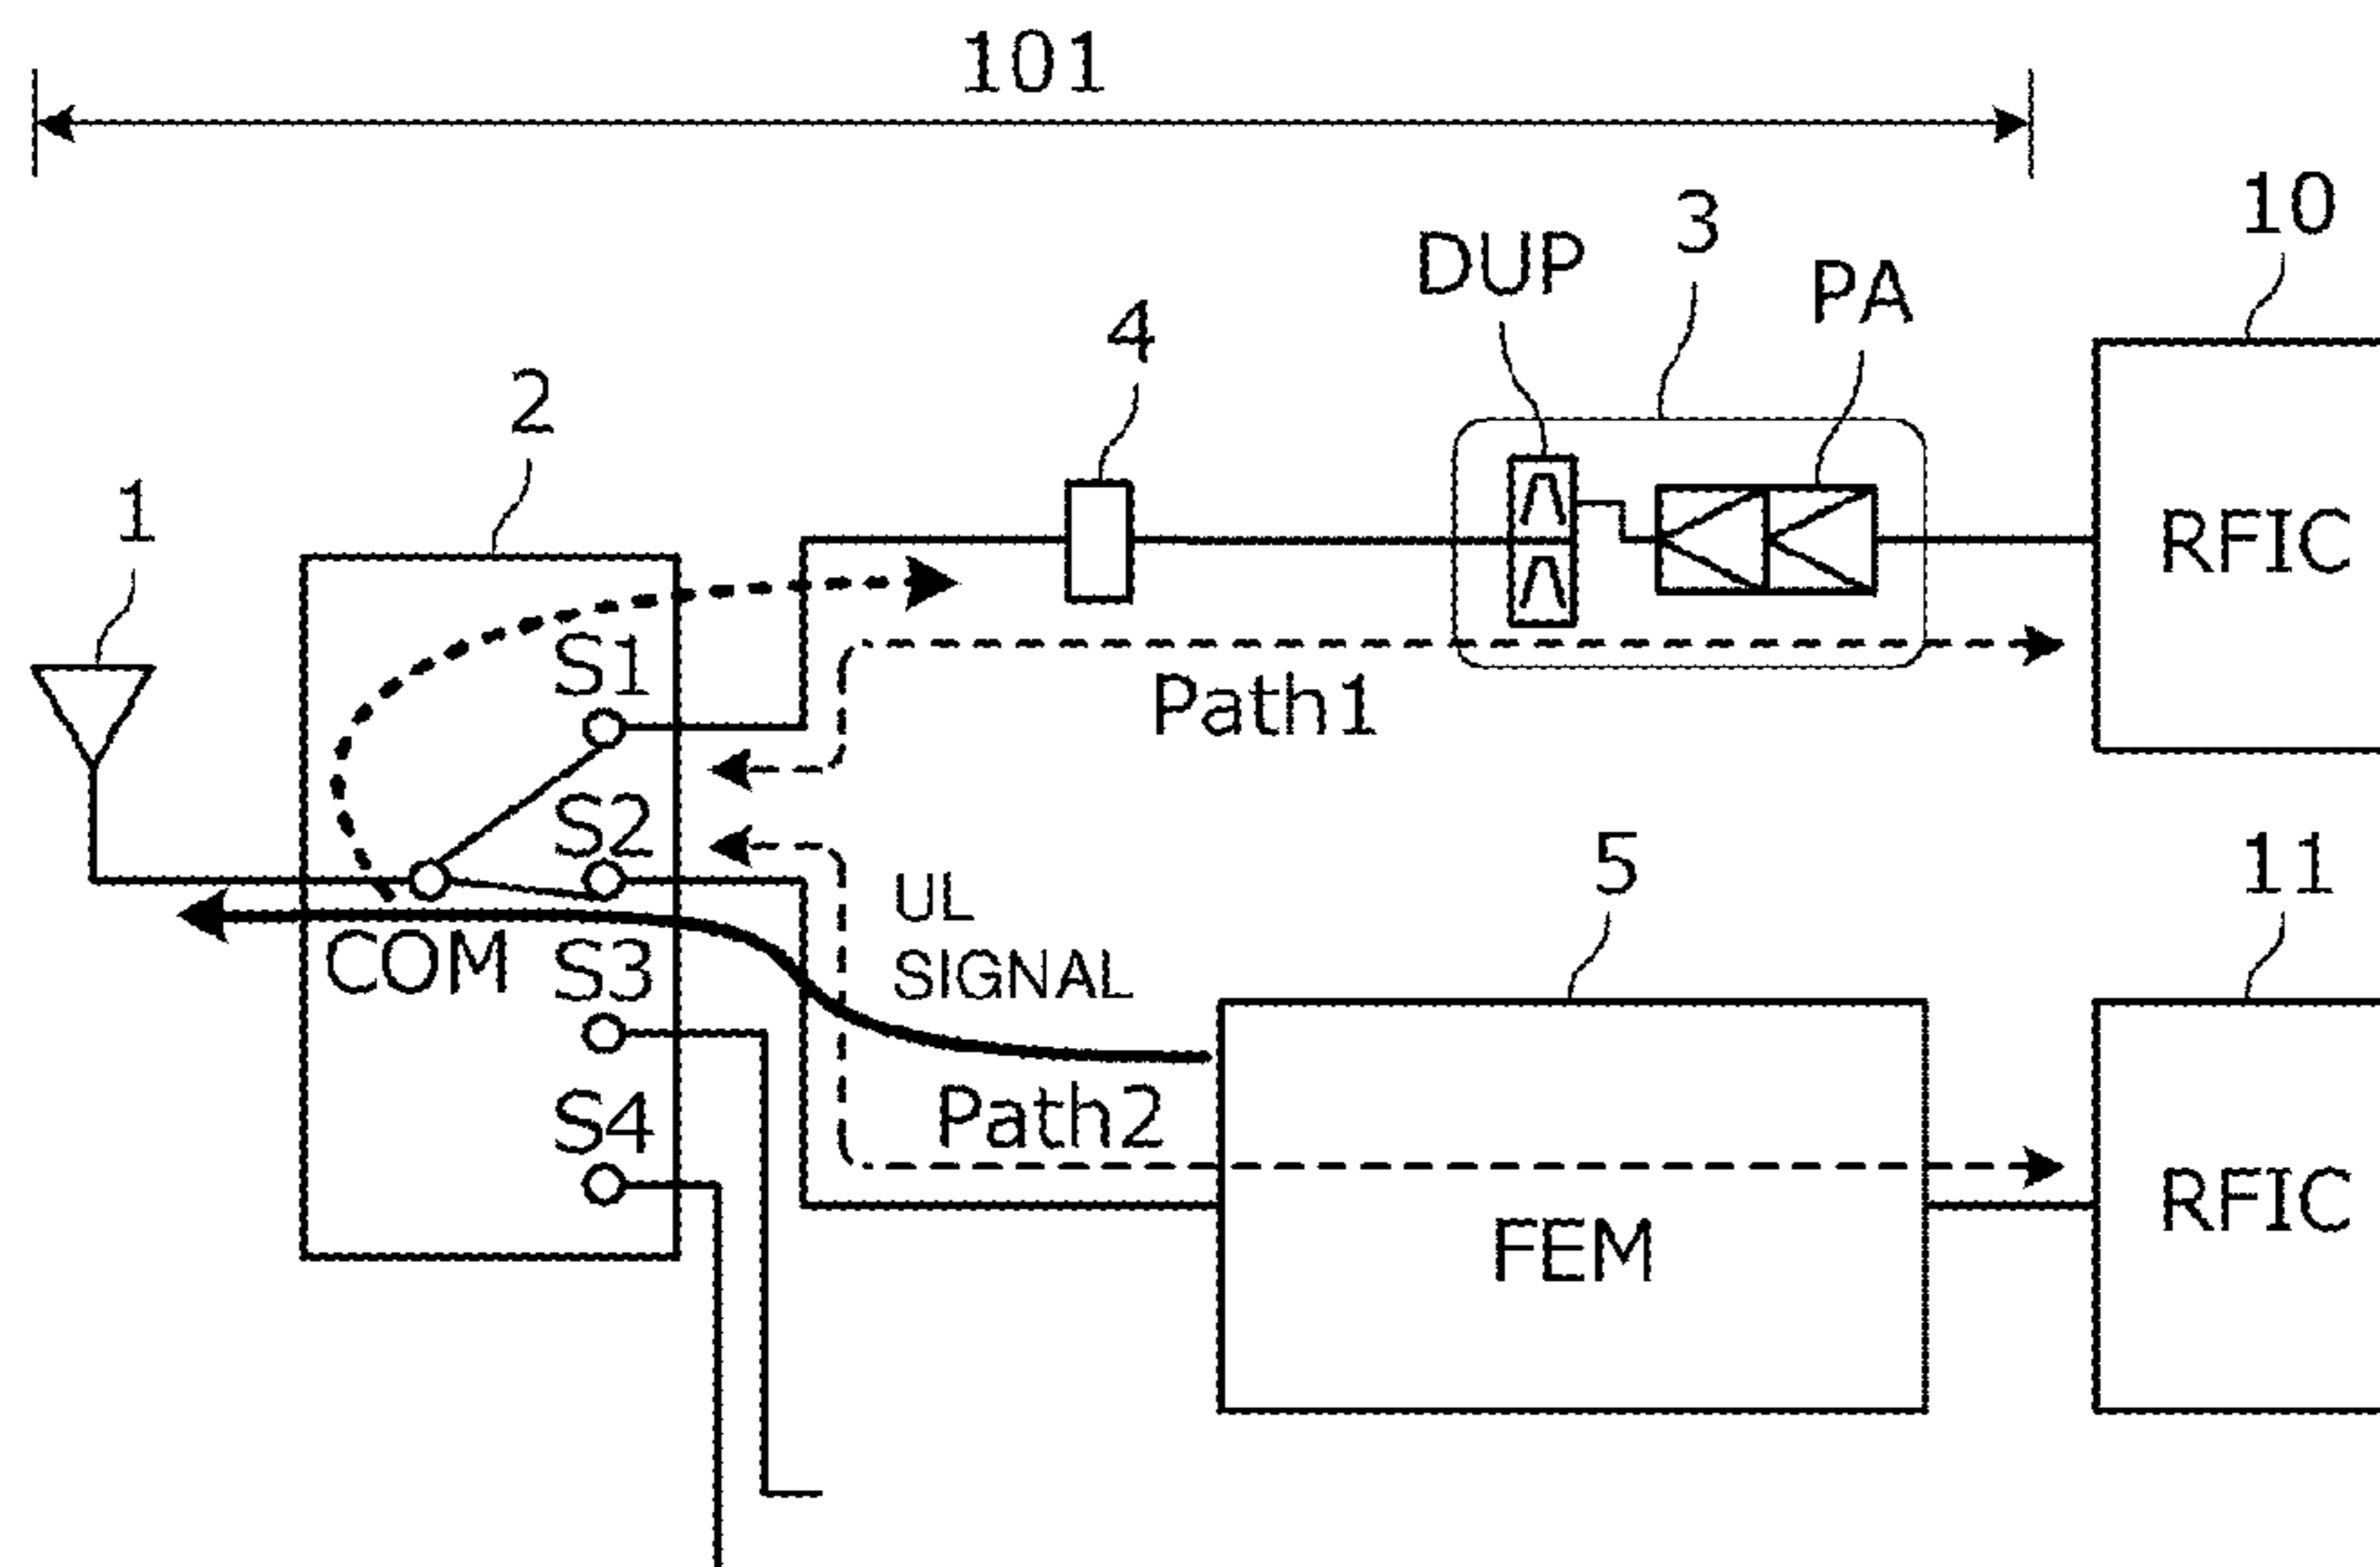 101
10
3
DUP
PA
4
2
1
RFIC
S1
Path1
S2
5
11
UL
SIGNAL
COM
S3
Path2
S4
RFIC
FEM